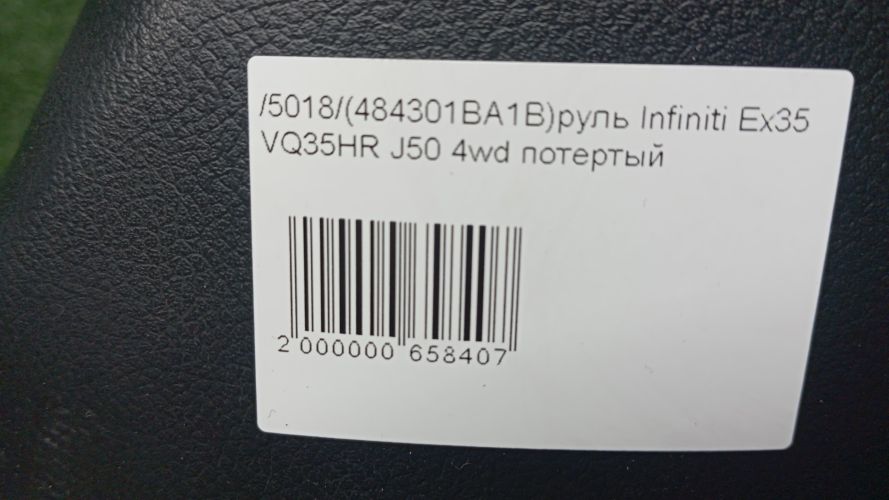 /5018/(484301BA1B)руль Infiniti Ex35
VQ35HR J50 4wd потертый
2 000000 658407